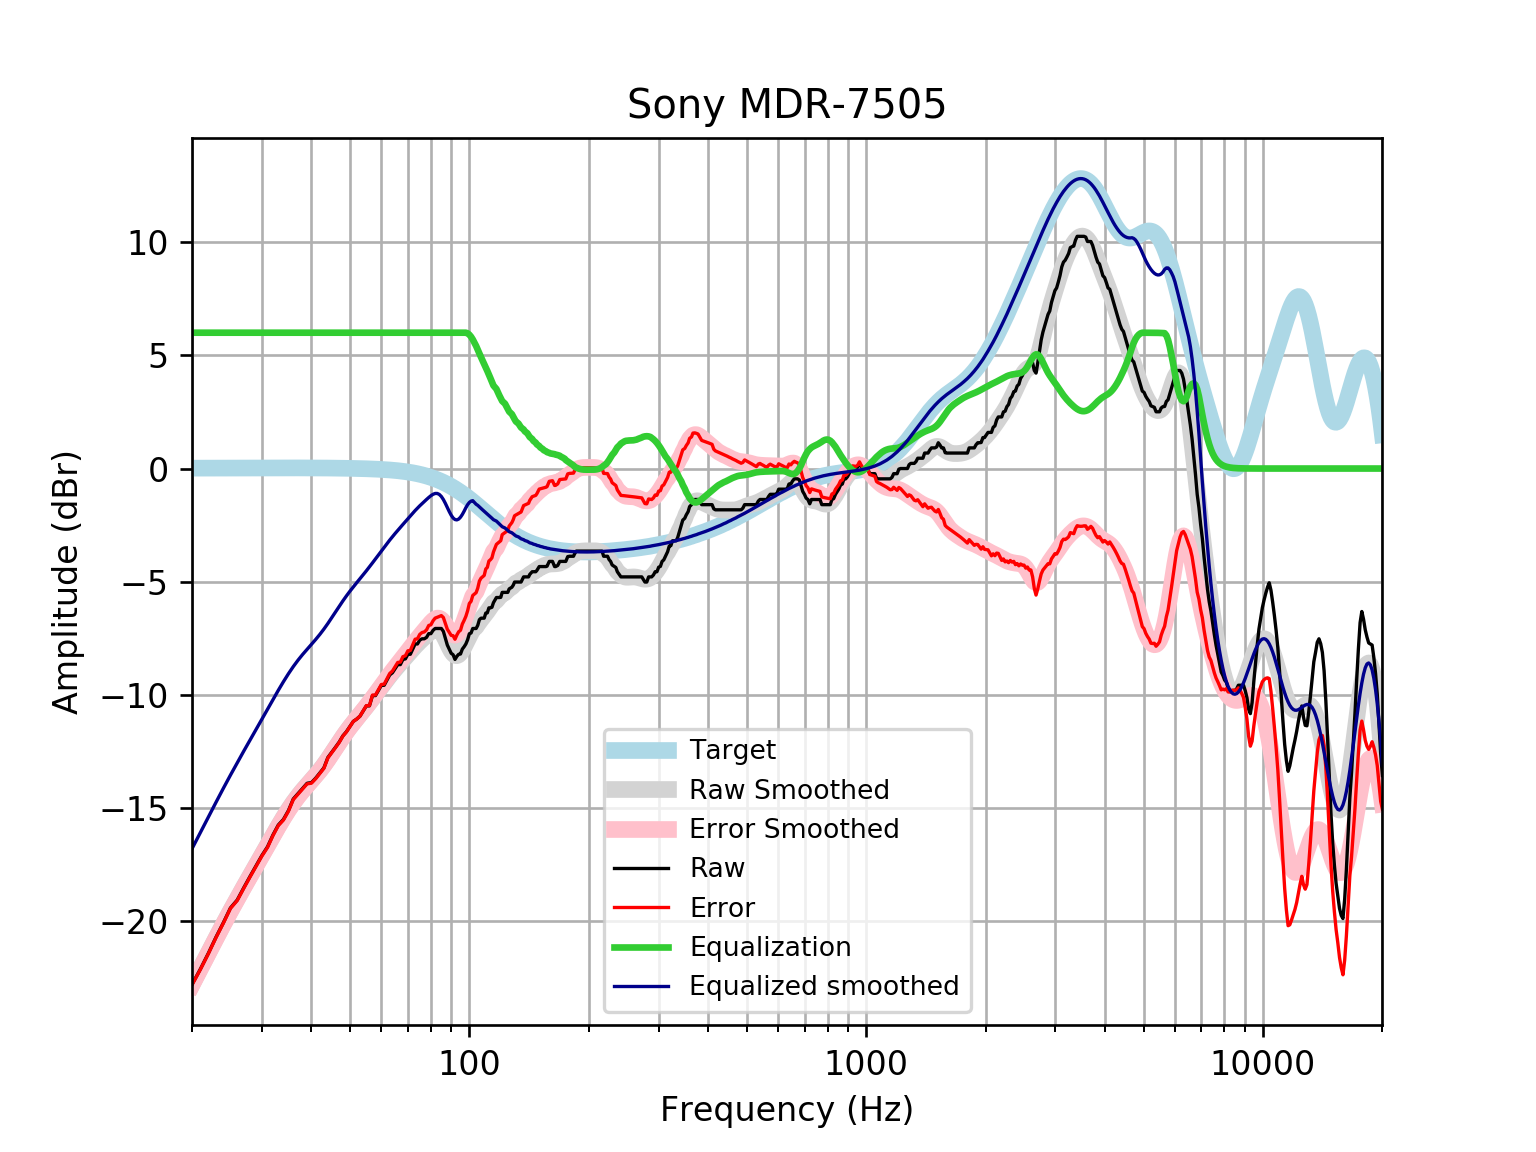 Sony MDR-7505
Amplitude (dBr)
10
5
0
−5
−10
−15
−20
Target
Raw Smoothed
Error Smoothed
Raw
Error
Equalization
Equalized smoothed
100
1000
10000
Frequency (Hz)